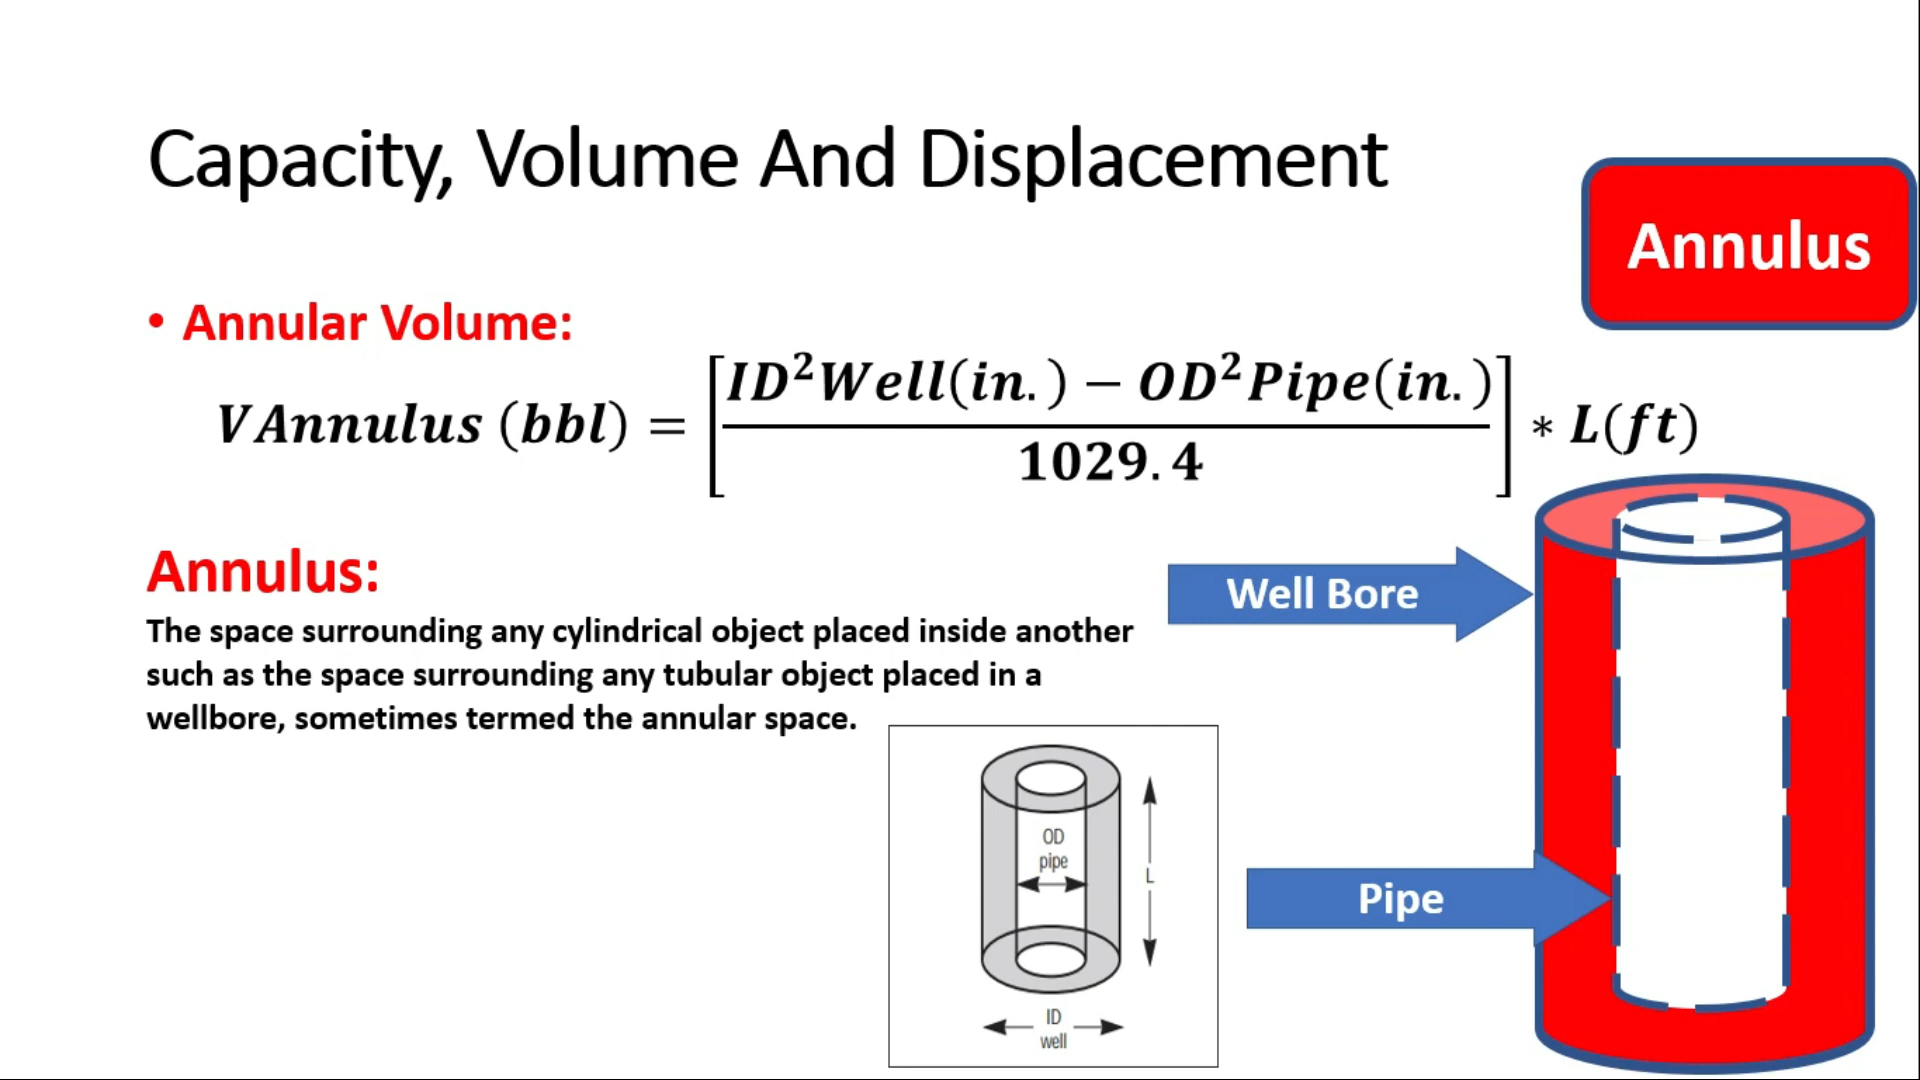 Capacity, Volume And Displacement
Annulus
• Annular Volume:
VAnnulus (bbl) = [ID²Well(in.) − OD²Pipe(in.) / 1029.4] * L(ft)
Annulus:
The space surrounding any cylindrical object placed inside another
such as the space surrounding any tubular object placed in a
wellbore, sometimes termed the annular space.
Well Bore
Pipe
OD
pipe
L
ID
well